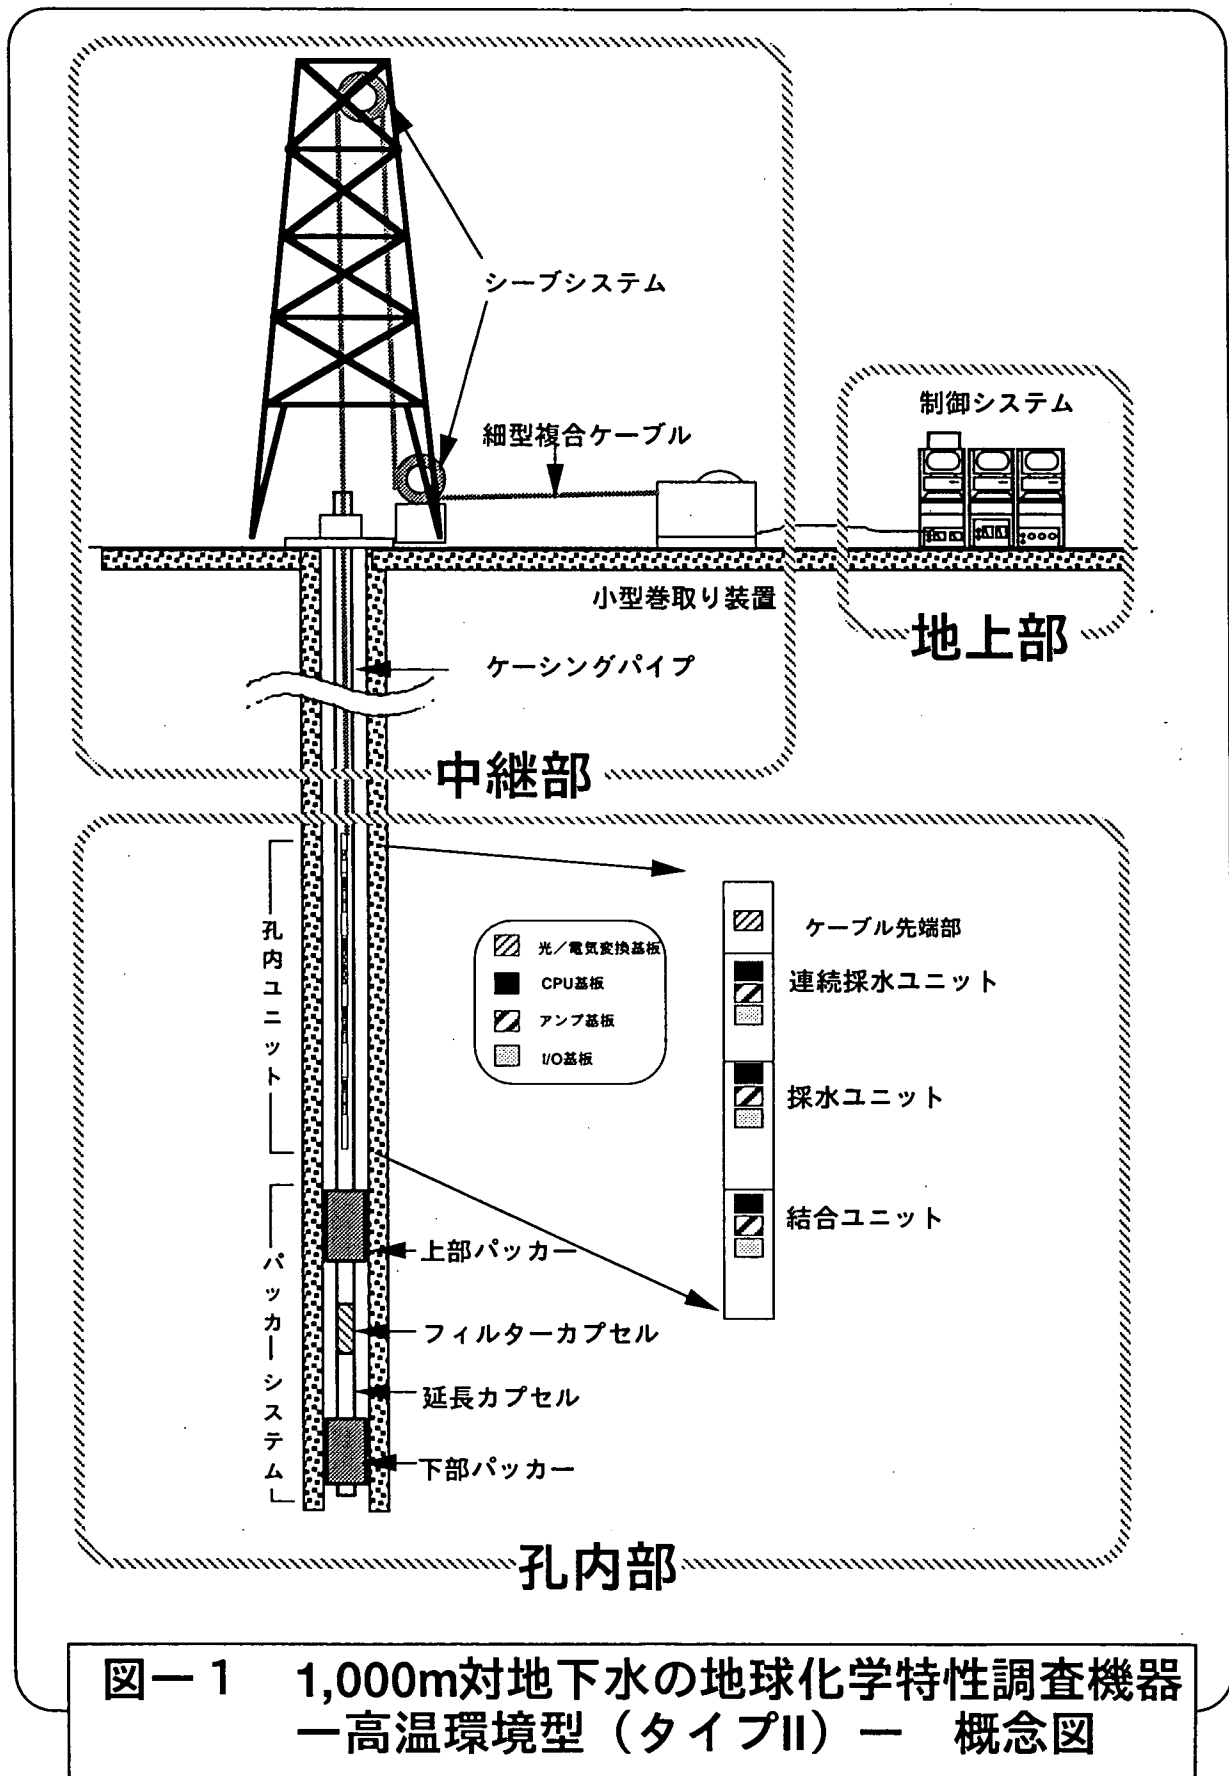 シーブシステム
制御システム
細型複合ケーブル
小型巻取り装置
地上部
ケーシングパイプ
中継部
孔内ユニット
光／電気変換基板
CPU基板
アンプ基板
I/O基板
ケーブル先端部
連続採水ユニット
採水ユニット
結合ユニット
パッカーシステム
上部パッカー
フィルターカプセル
延長カプセル
下部パッカー
孔内部
図ー１　1,000m対地下水の地球化学特性調査機器
ー高温環境型（タイプII）ー　概念図